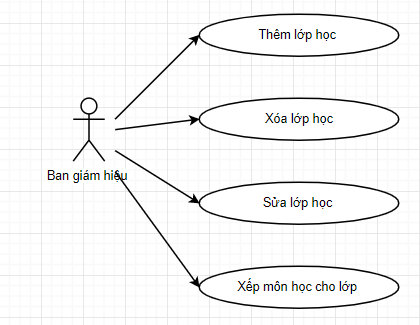 Thêm lớp học
Xóa lớp học
Ban giám hiệu
Sửa lớp học
Xếp môn học cho lớp